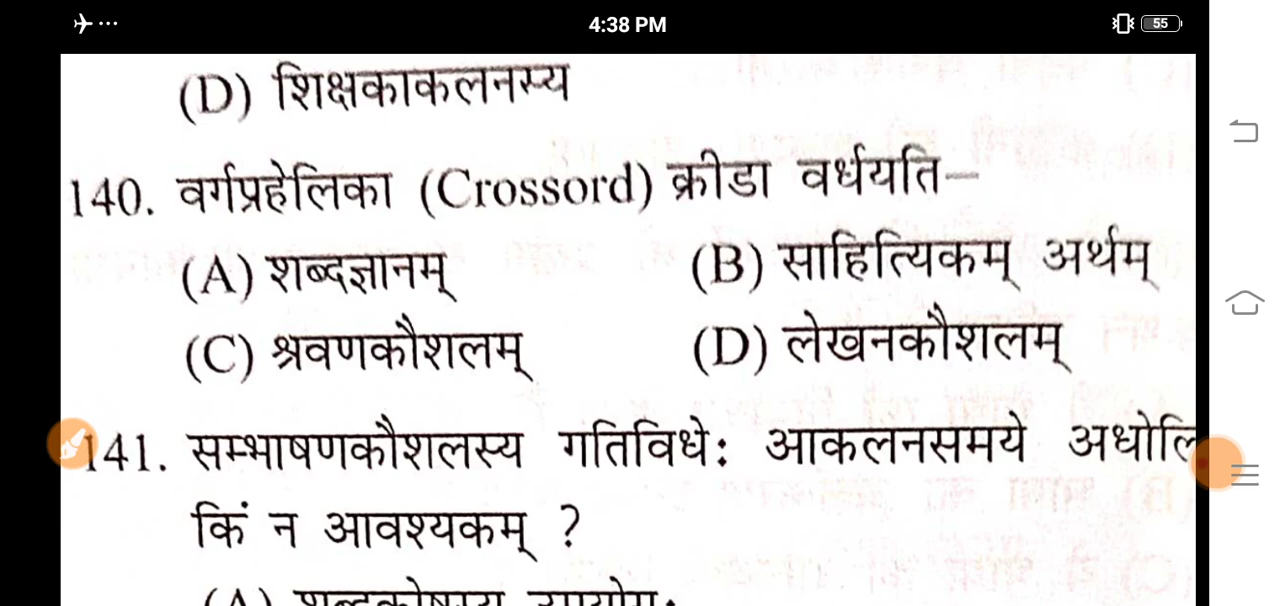 4:38 PM
55
(D) शिक्षकाकलनस्य
140. वर्गप्रहेलिका (Crossord) क्रीडा वर्धयति—
(A) शब्दज्ञानम् (B) साहित्यिकम् अर्थम्
(C) श्रवणकौशलम् (D) लेखनकौशलम्
141. सम्भाषणकौशलस्य गतिविधेः आकलनसमये
किं न आवश्यकम् ?
(A)